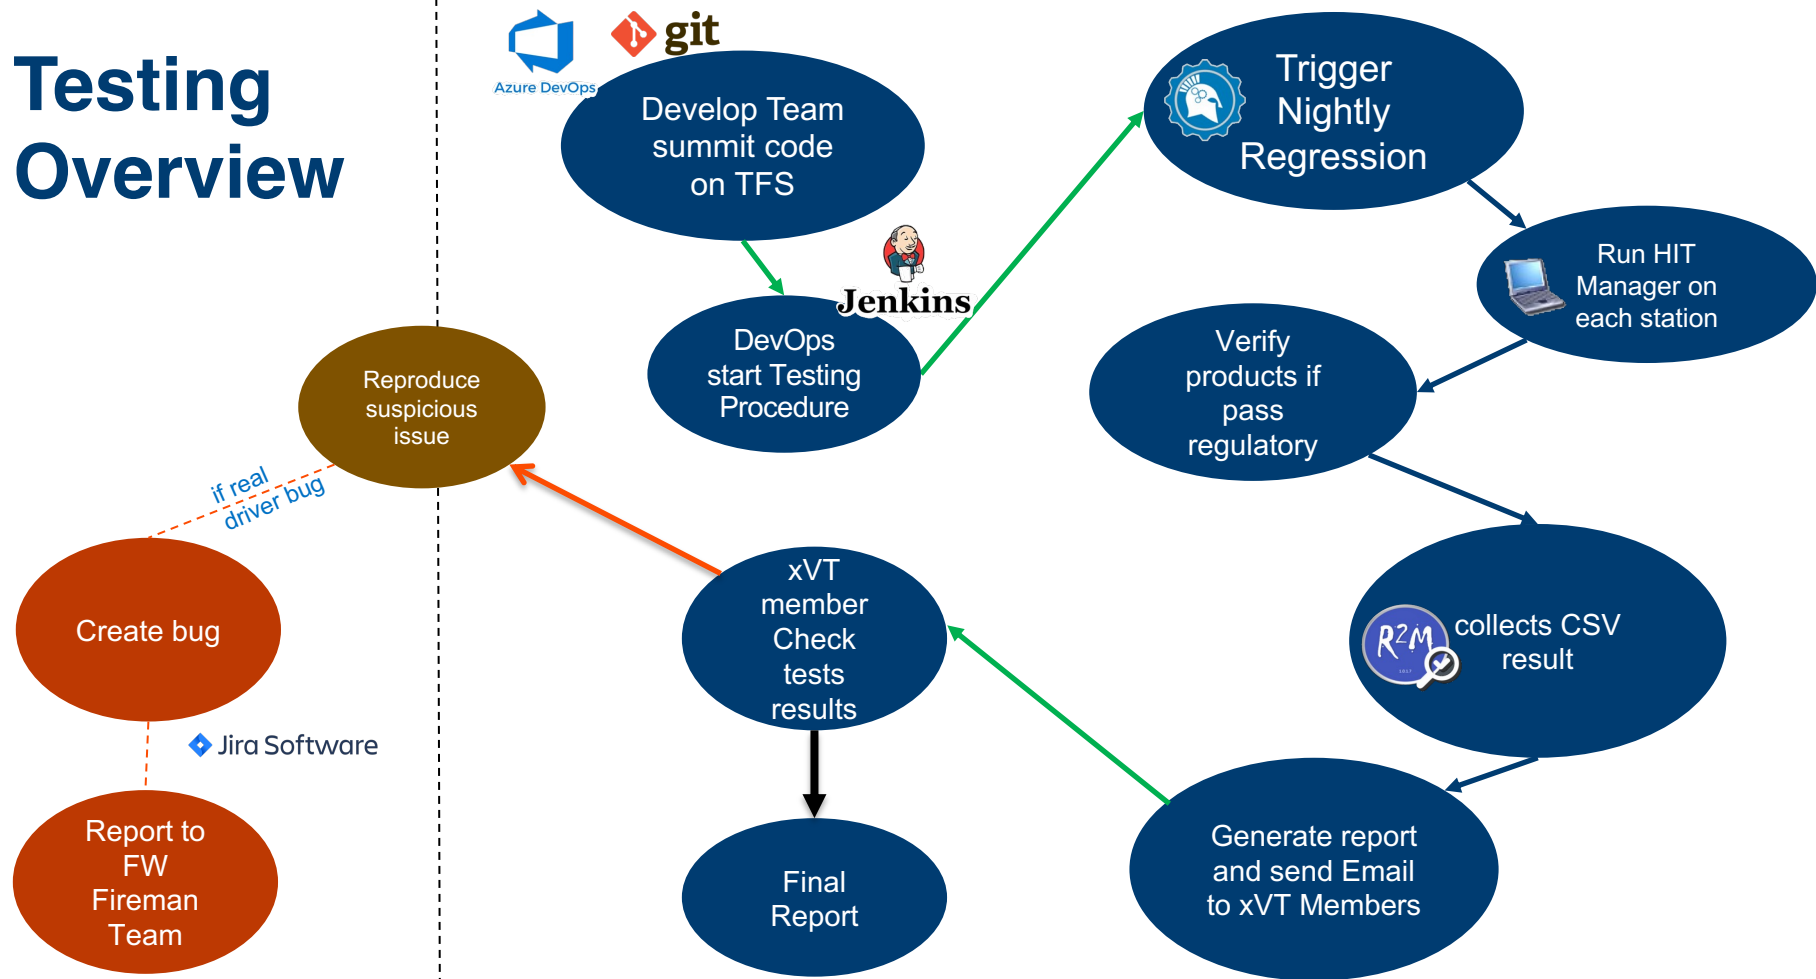 Testing
Overview
Azure DevOps
git
Develop Team
summit code
on TFS
Jenkins
DevOps
start Testing
Procedure
Trigger
Nightly
Regression
Run HIT
Manager on
each station
Verify
products if
pass
regulatory
R2M
collects CSV
result
Generate report
and send Email
to xVT Members
xVT
member
Check
tests
results
Final
Report
Reproduce
suspicious
issue
if real
driver bug
Create bug
Jira Software
Report to
FW
Fireman
Team